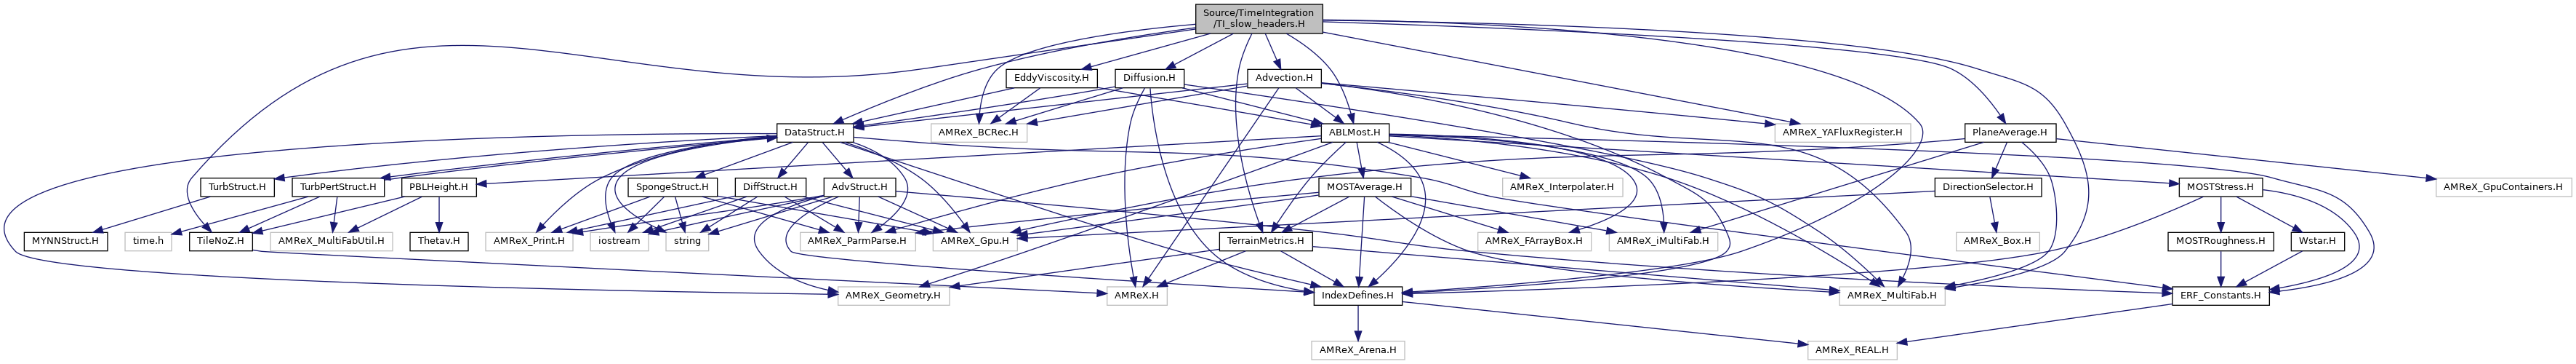 Source/TimeIntegration
/TI_slow_headers.H
EddyViscosity.H
Diffusion.H
Advection.H
DataStruct.H
AMReX_BCRec.H
ABLMost.H
AMReX_YAFluxRegister.H
PlaneAverage.H
TurbStruct.H
TurbPertStruct.H
PBLHeight.H
SpongeStruct.H
DiffStruct.H
AdvStruct.H
MOSTAverage.H
AMReX_Interpolater.H
DirectionSelector.H
MOSTStress.H
AMReX_GpuContainers.H
MYNNStruct.H
time.h
TileNoZ.H
AMReX_MultiFabUtil.H
Thetav.H
AMReX_Print.H
iostream
string
AMReX_ParmParse.H
AMReX_Gpu.H
TerrainMetrics.H
AMReX_FArrayBox.H
AMReX_iMultiFab.H
AMReX_Box.H
MOSTRoughness.H
Wstar.H
AMReX_Geometry.H
AMReX.H
IndexDefines.H
AMReX_MultiFab.H
ERF_Constants.H
AMReX_Arena.H
AMReX_REAL.H